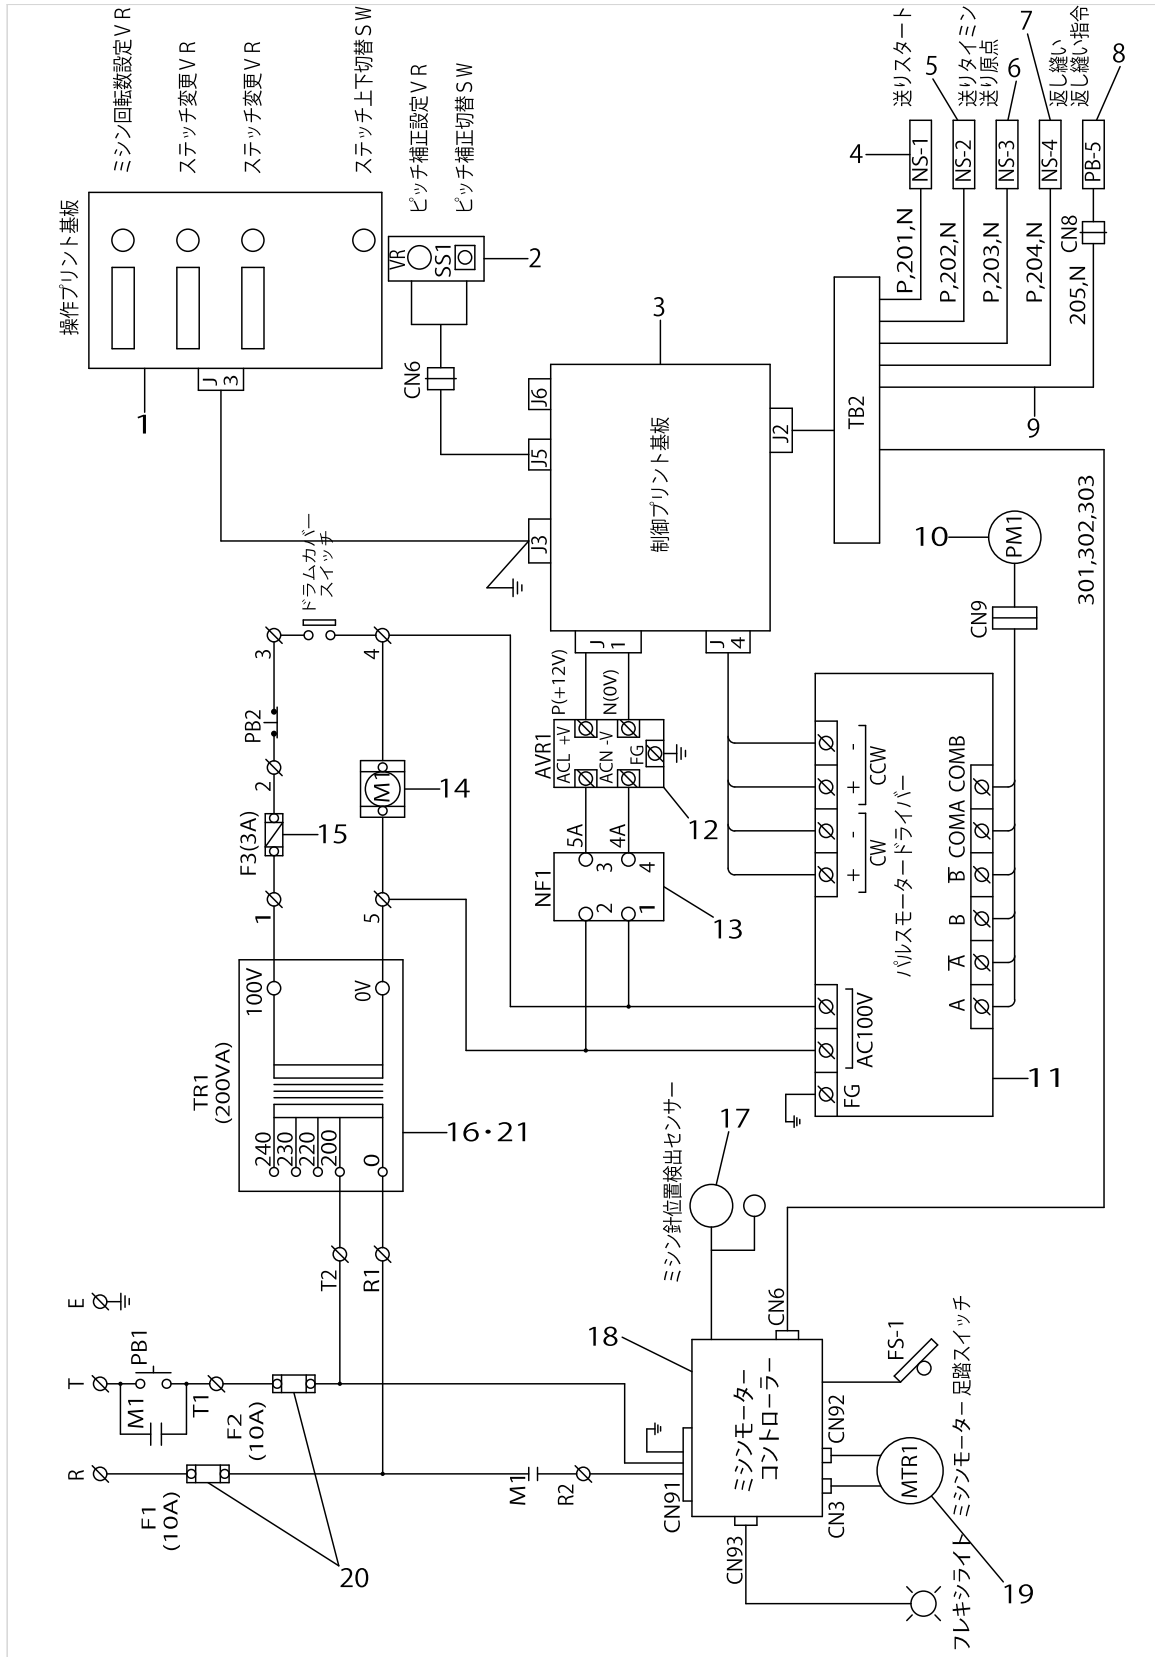 ミシン回転数設定ＶＲ
ステッチ変更ＶＲ
ステッチ変更ＶＲ
ステッチ上下切替ＳＷ
ピッチ補正設定ＶＲ
ピッチ補正切替ＳＷ
操作プリント基板
J
3
1
VR
SS1
2
CN6
送りスタート
送りタイミン
送り原点
返し縫い
返し縫い指令
4
5
6
7
8
NS-1
NS-2
NS-3
NS-4
PB-5
P,201,N
P,202,N
P,203,N
P,204,N
205,N
CN8
TB2
9
301,302,303
3
J6
J5
J3
J2
制御プリント基板
J
1
J
4
ドラムカバー
スイッチ
10
PM1
CN9
3
4
PB2
2
F3(3A)
15
1
M1
14
5
P(+12V)
N(0V)
AVR1
ACL +V
ACN -V
FG
12
5A
4A
NF1
3
4
2
1
13
-
+
CCW
-
+
CW
パルスモータードライバー
COMB
COMA
B̅
B
A̅
A
AC100V
FG
11
TR1
(200VA)
100V
0V
240
230
220
200
0
16・21
T2
R1
ミシン針位置検出センサー
17
E
T
R
PB1
M1
T1
F2
(10A)
F1
(10A)
20
M1
R2
18
CN6
ミシンモーター
コントローラー
CN91
CN92
CN3
CN93
FS-1
足踏スイッチ
MTR1
ミシンモーター
19
フレキシライト